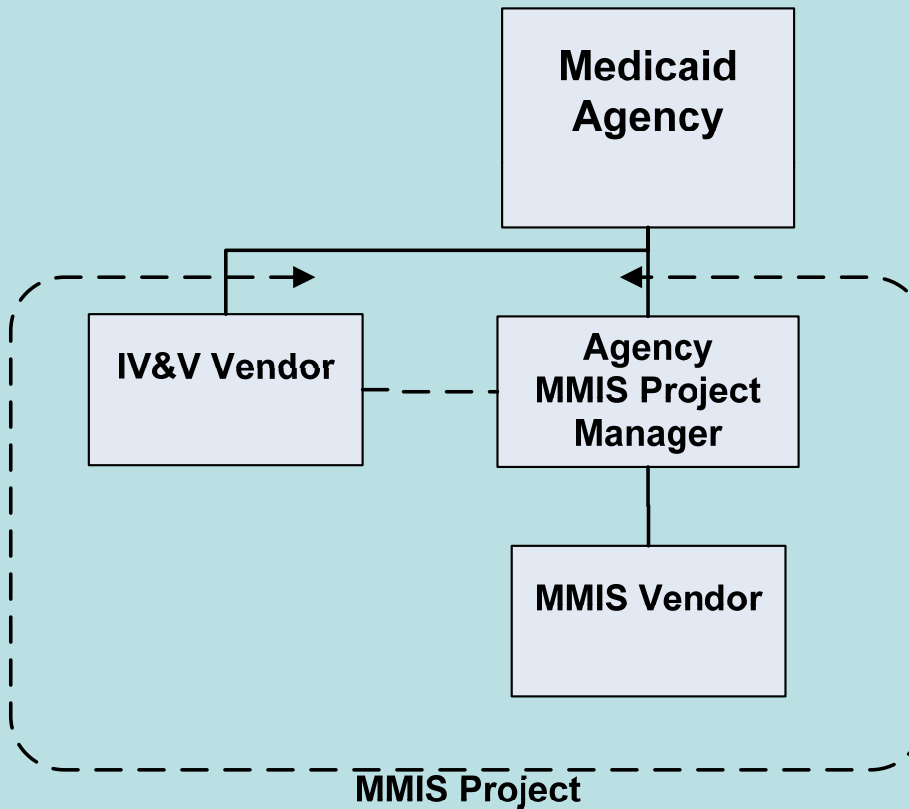 Medicaid
Agency
IV&V Vendor
Agency
MMIS Project
Manager
MMIS Vendor
MMIS Project